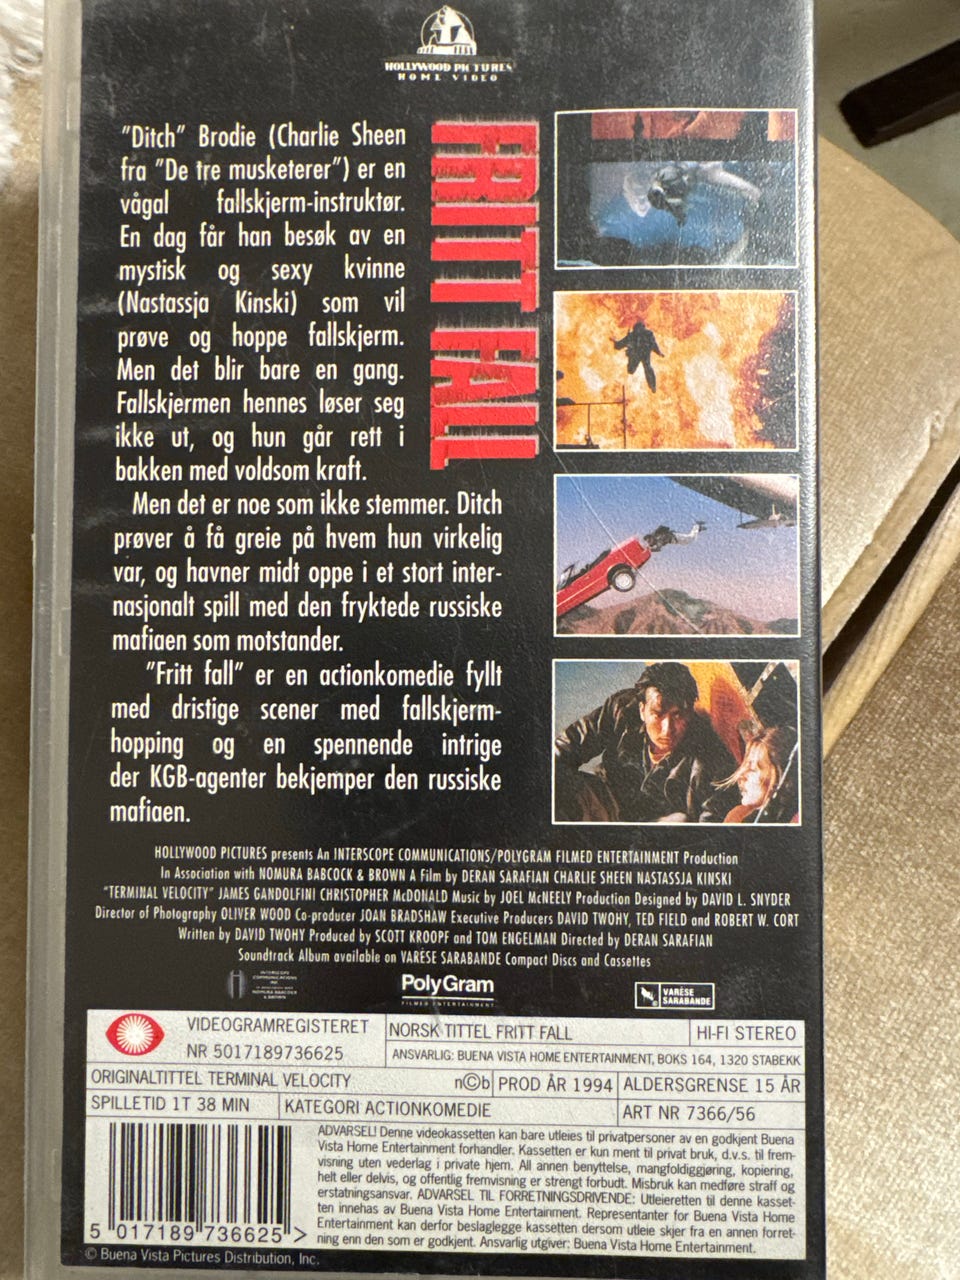 HOLLYWOOD PICTURES
HOME VIDEO
"Ditch" Brodie (Charlie Sheen
fra "De tre musketerer") er en
vågal fallskjerm-instruktør.
En dag får han besøk av en
mystisk og sexy kvinne
(Nastassja Kinski) som vil
prøve og hoppe fallskjerm.
Men det blir bare en gang.
Fallskjermen hennes løser seg
ikke ut, og hun går rett i
bakken med voldsom kraft.
Men det er noe som ikke stemmer. Ditch
prøver å få greie på hvem hun virkelig
var, og havner midt oppe i et stort inter-
nasjonalt spill med den fryktede russiske
mafiaen som motstander.
"Fritt fall" er en actionkomedie fyllt
med dristige scener med fallskjerm-
hopping og en spennende intrige
der KGB-agenter bekjemper den russiske
mafiaen.
FRITT FALL
HOLLYWOOD PICTURES presents An INTERSCOPE COMMUNICATIONS/POLYGRAM FILMED ENTERTAINMENT Production
In Association with NOMURA BABCOCK & BROWN A Film by DERAN SARAFIAN CHARLIE SHEEN NASTASSJA KINSKI
"TERMINAL VELOCITY" JAMES GANDOLFINI CHRISTOPHER McDONALD Music by JOEL McNEELY Production Designed by DAVID L. SNYDER
Director of Photography OLIVER WOOD Co-producer JOAN BRADSHAW Executive Producers DAVID TWOHY, TED FIELD and ROBERT W. CORT
Written by DAVID TWOHY Produced by SCOTT KROOPF and TOM ENGELMAN Directed by DERAN SARAFIAN
Soundtrack Album available on VARÈSE SARABANDE Compact Discs and Cassettes
INTERSCOPE
COMMUNICATIONS
INC.
IN ASSOCIATION WITH
NOMURA BABCOCK
& BROWN
PolyGram
FILMED ENTERTAINMENT
VARÈSE
SARABANDE
VIDEOGRAMREGISTERET
NR 5017189736625
NORSK TITTEL FRITT FALL
HI-FI STEREO
ANSVARLIG: BUENA VISTA HOME ENTERTAINMENT, BOKS 164, 1320 STABEKK
ORIGINALTITTEL TERMINAL VELOCITY
n©b PROD ÅR 1994 ALDERSGRENSE 15 ÅR
SPILLETID 1T 38 MIN KATEGORI ACTIONKOMEDIE ART NR 7366/56
ADVARSEL! Denne videokassetten kan bare utleies til privatpersoner av en godkjent Buena
Vista Home Entertainment forhandler. Kassetten er kun ment til privat bruk, d.v.s. til frem-
visning uten vederlag i private hjem. All annen benyttelse, mangfoldiggjøring, kopiering,
helt eller delvis, og offentlig fremvisning er strengt forbudt. Misbruk kan medføre straff og
erstatningsansvar. ADVARSEL TIL FORRETNINGSDRIVENDE: Utleieretten til denne kasset-
ten innehas av Buena Vista Home Entertainment. Representanter for Buena Vista Home
Entertainment kan derfor beslaglegge kassetten dersom utleie skjer fra en annen forret-
ning enn den som er godkjent. Ansvarlig utgiver: Buena Vista Home Entertainment.
5 017189 736625 >
© Buena Vista Pictures Distribution, Inc.